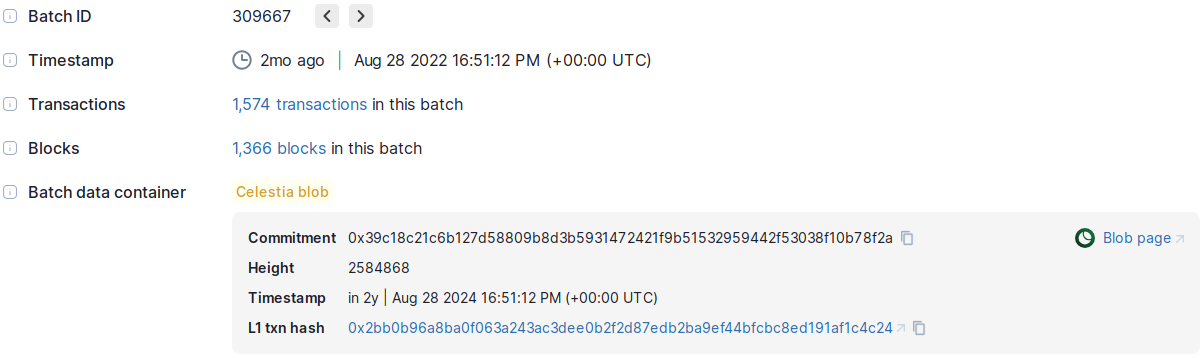 Batch ID 309667
Timestamp 2mo ago | Aug 28 2022 16:51:12 PM (+00:00 UTC)
Transactions 1,574 transactions in this batch
Blocks 1,366 blocks in this batch
Batch data container Celestia blob
Commitment 0x39c18c21c6b127d58809b8d3b5931472421f9b51532959442f53038f10b78f2a Blob page
Height 2584868
Timestamp in 2y | Aug 28 2024 16:51:12 PM (+00:00 UTC)
L1 txn hash 0x2bb0b96a8ba0f063a243ac3dee0b2f2d87edb2ba9ef44bfcbc8ed191af1c4c24